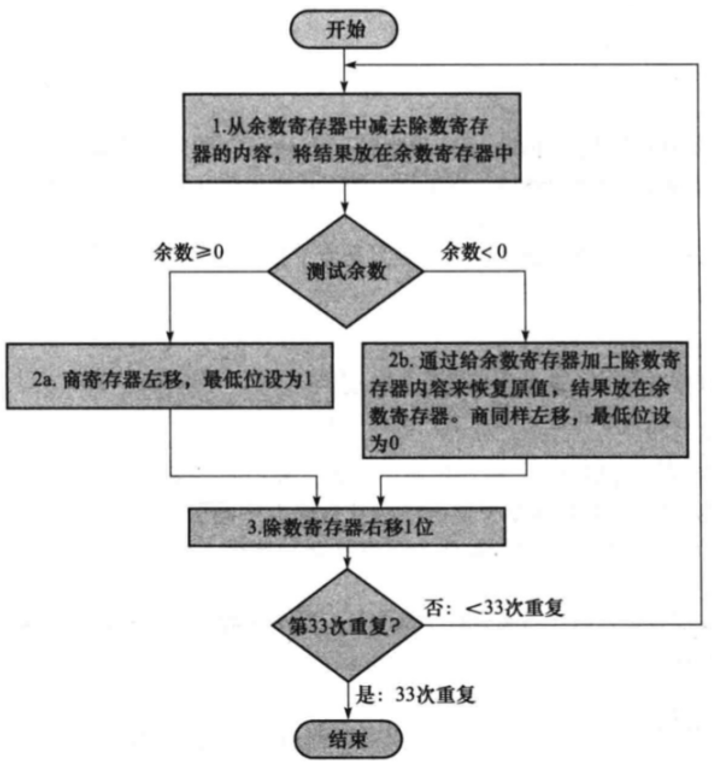 开始
1.从余数寄存器中减去除数寄存
器的内容，将结果放在余数寄存器中
余数≥0
余数<0
测试余数
2a. 商寄存器左移，最低位设为1
2b. 通过给余数寄存器加上除数寄
存器内容来恢复原值，结果放在余
数寄存器。商同样左移，最低位设
为0
3.除数寄存器右移1位
第33次重复?
否：<33次重复
是：33次重复
结束